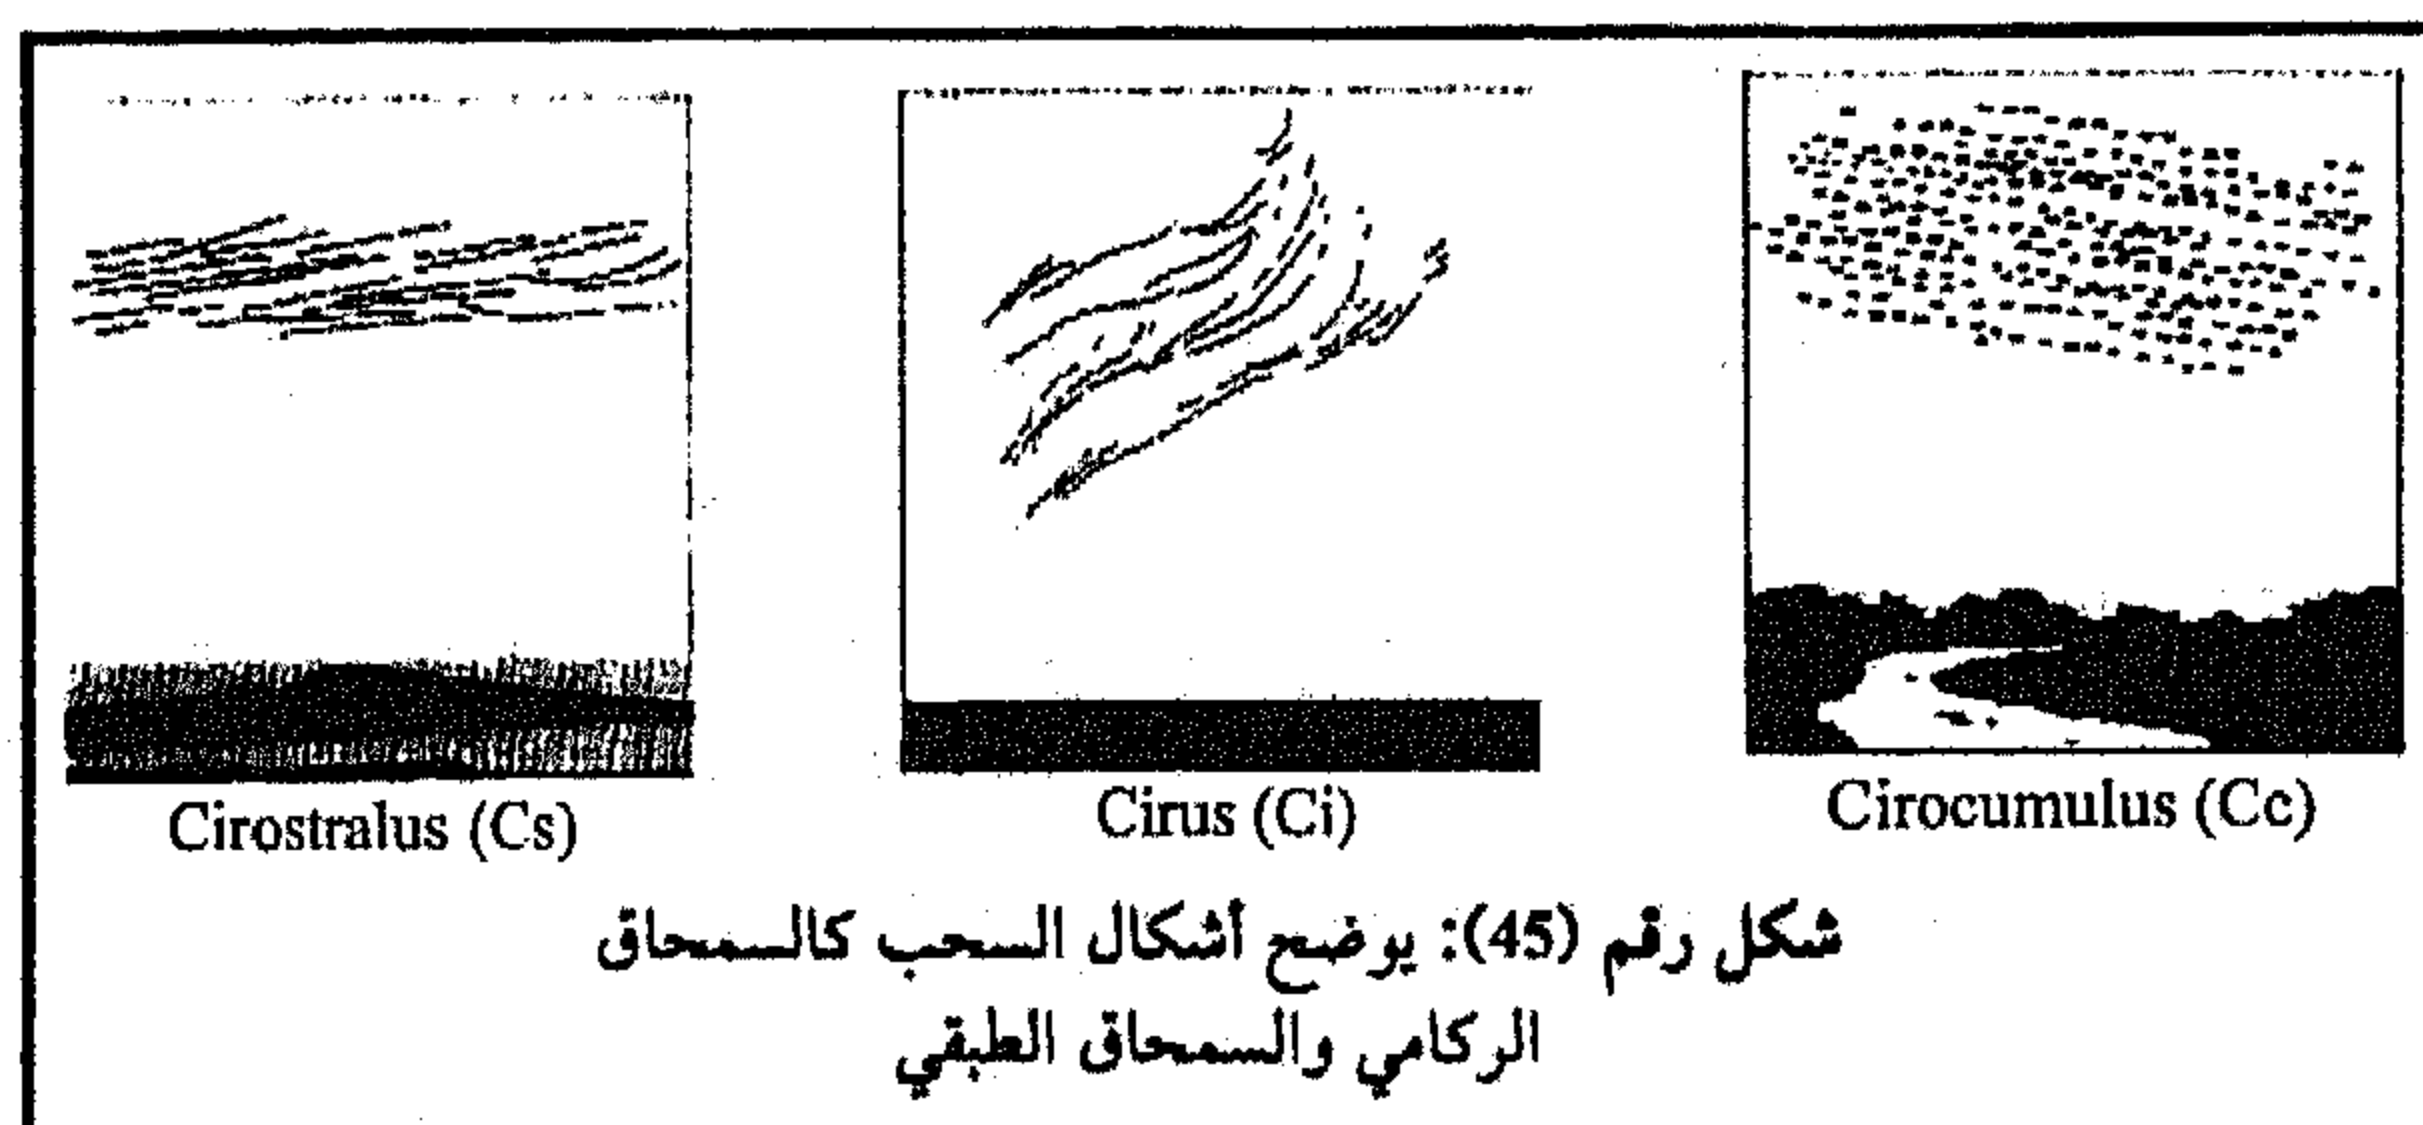 Cirostralus (Cs)
Cirus (Ci)
Cirocumulus (Cc)
شكل رقم (45): يوضح أشكال السحب كالسمحاق
الركامي والسمحاق الطبقي